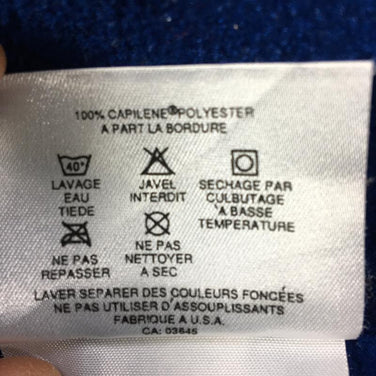 100% CAPILENE® POLYESTER
A PART LA BORDURE
40°
LAVAGE
EAU
TIEDE
JAVEL
INTERDIT
SECHAGE PAR
CULBUTAGE
`A BASSE
TEMPERATURE
NE PAS
REPASSER
NE PAS
NETTOYER
A SEC
LAVER SEPARER DES COULEURS FONCÉES
NE PAS UTILISER D'ASSOUPLISSANTS
FABRIQUE A U.S.A.
CA: 03645